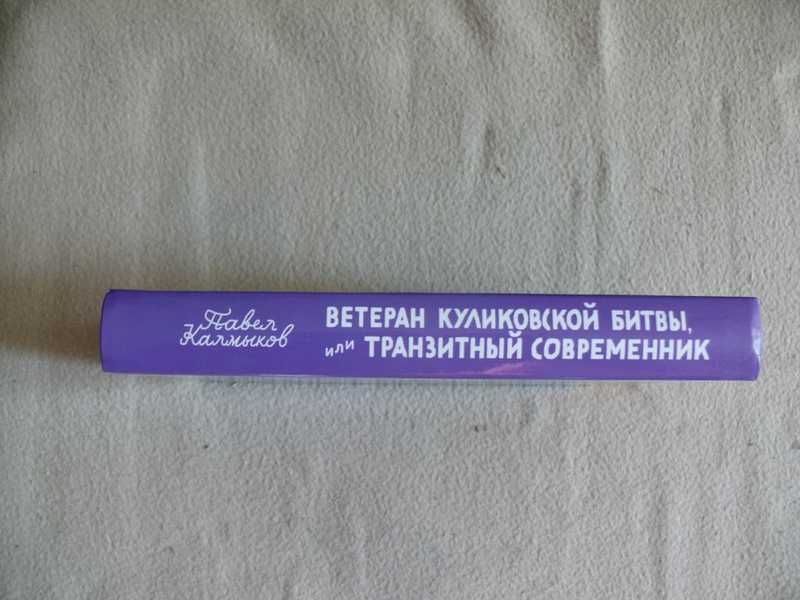 Павел
Калмыков
ВЕТЕРАН КУЛИКОВСКОЙ БИТВЫ,
или ТРАНЗИТНЫЙ СОВРЕМЕННИК